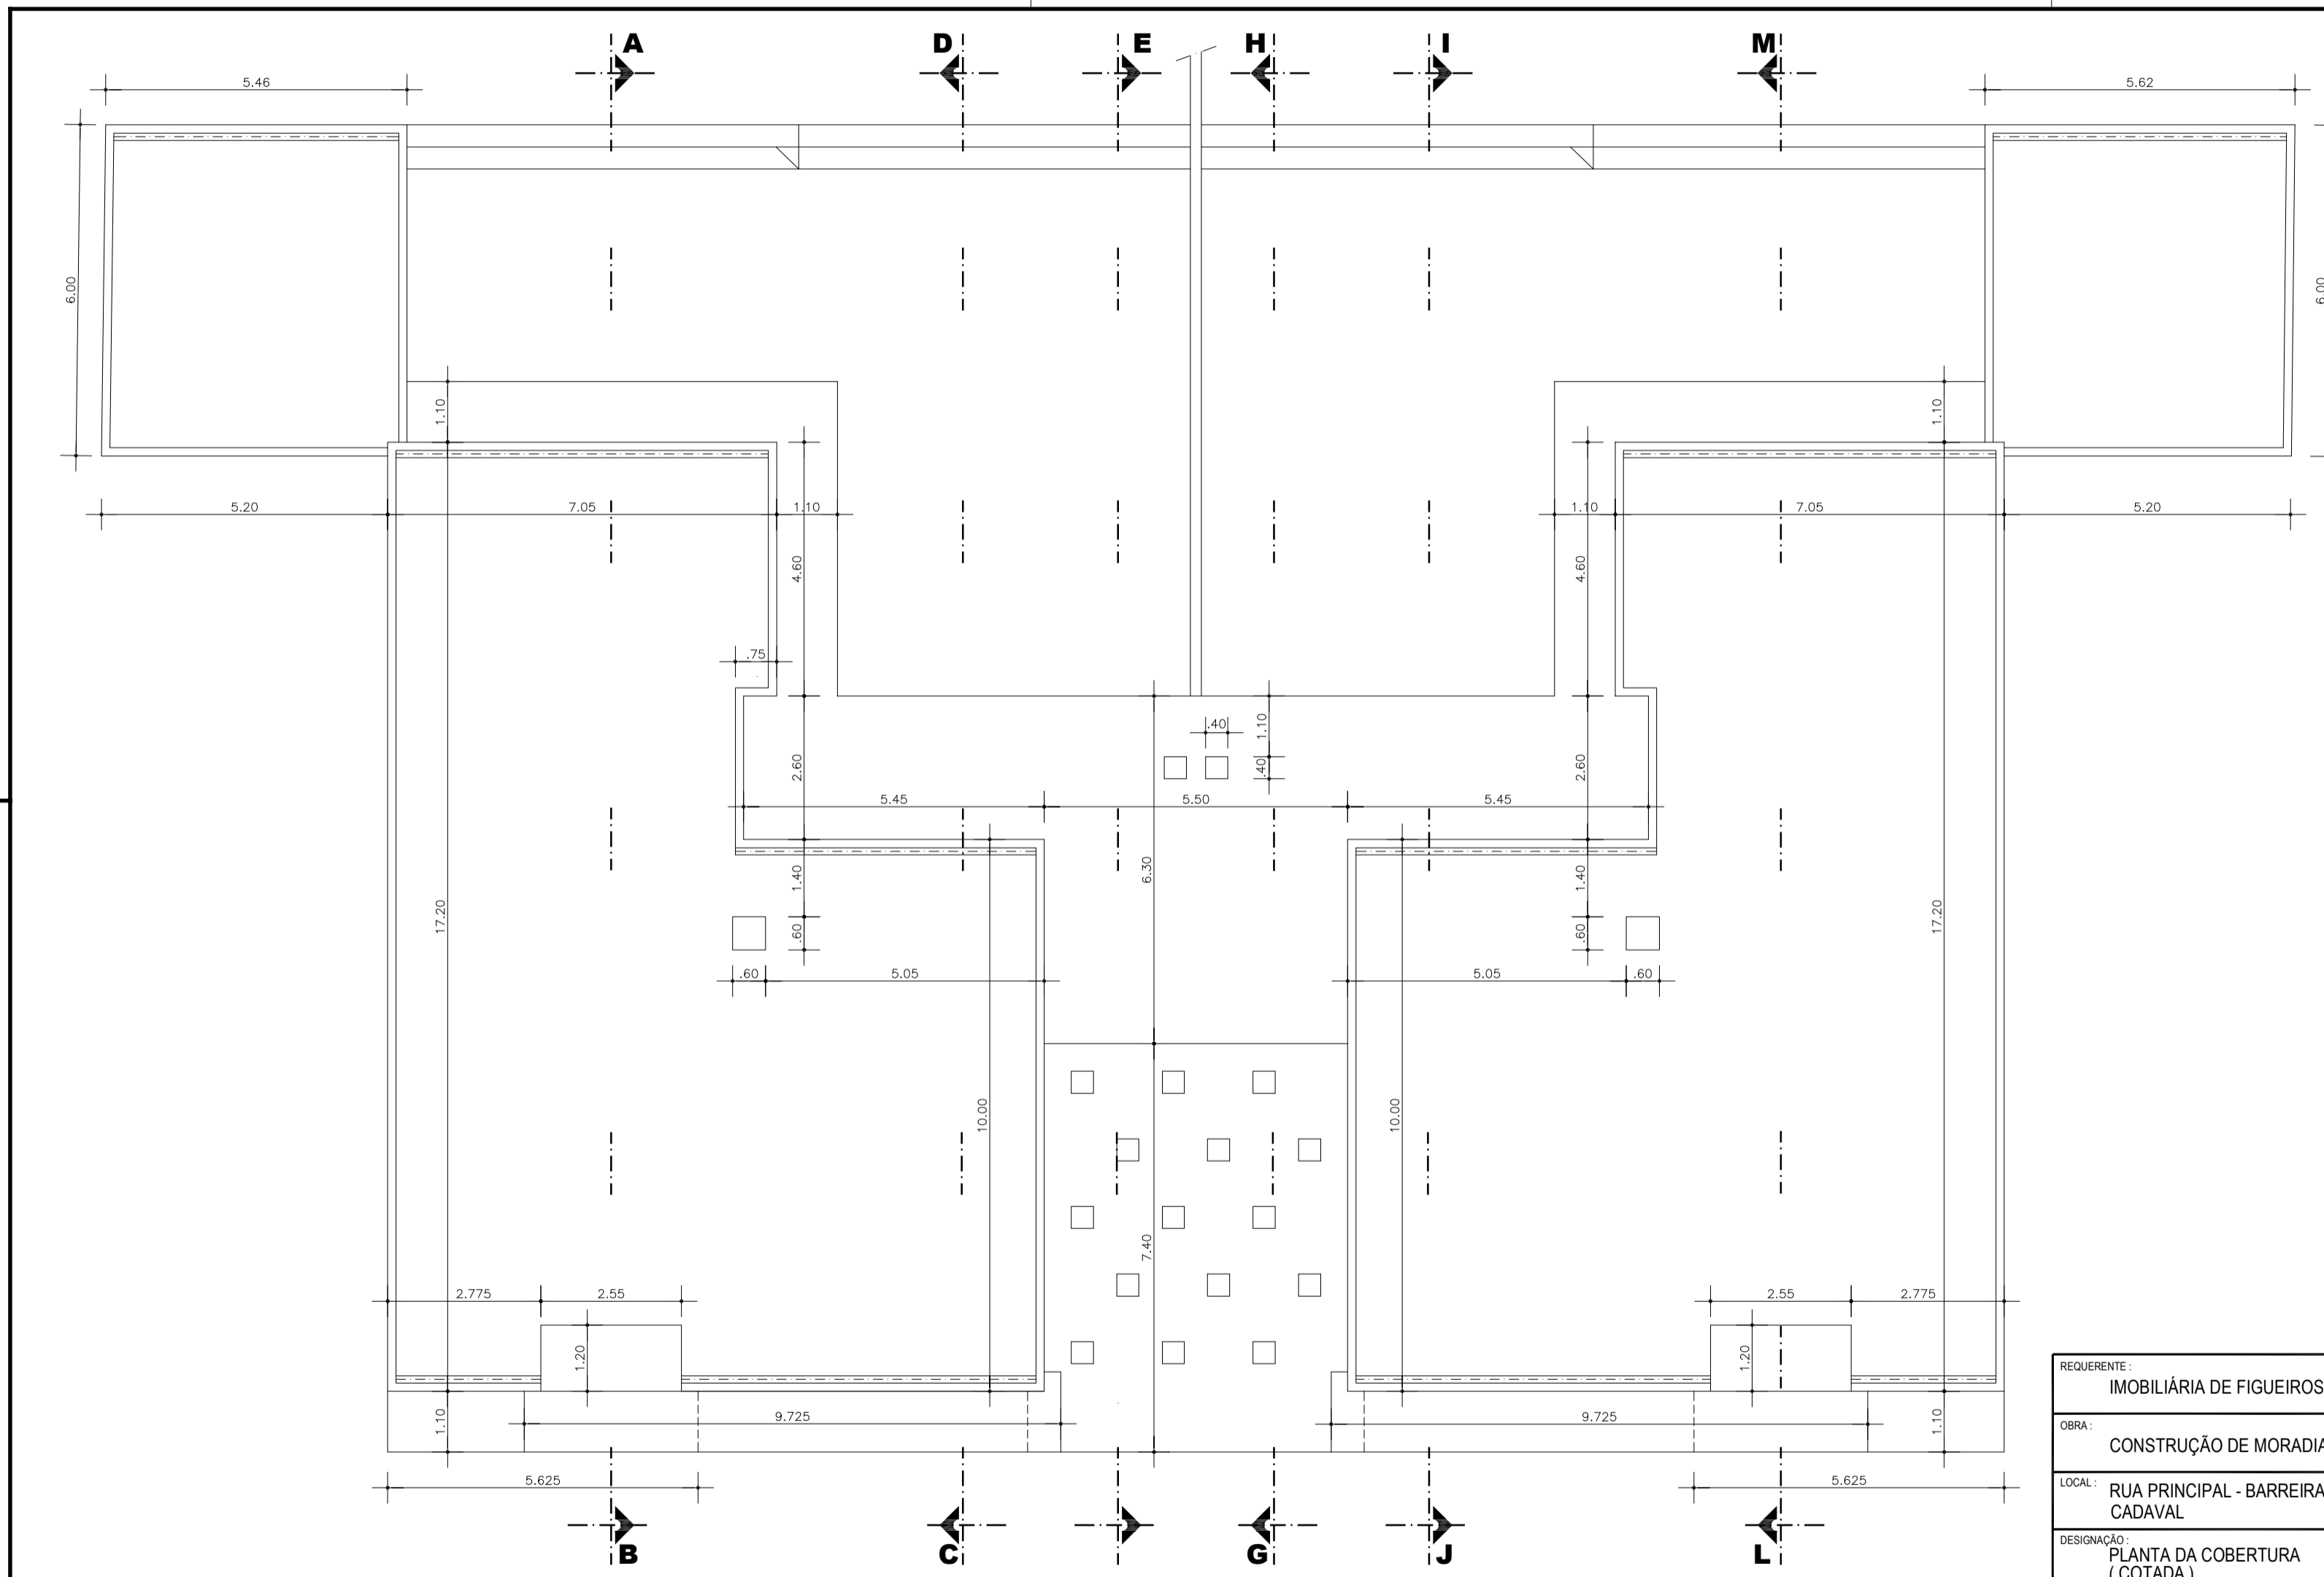 A D E H I M
5.46 5.62
6.00 6.00
1.10 1.10
5.20 7.05 1.10 1.10 7.05 5.20
4.60 4.60
.75
.40 1.10
2.60 .40 2.60
5.45 5.50 5.45
1.40 6.30 1.40
17.20 17.20
.60 .60
.60 5.05 5.05 .60
10.00 10.00
7.40
2.775 2.55 2.55 2.775
1.20 1.20
1.10 9.725 9.725 1.10
5.625 5.625
B C G J L
REQUERENTE :
IMOBILIÁRIA DE FIGUEIROS
OBRA :
CONSTRUÇÃO DE MORADIA
LOCAL : RUA PRINCIPAL - BARREIRA
CADAVAL
DESIGNAÇÃO :
PLANTA DA COBERTURA
( COTADA )